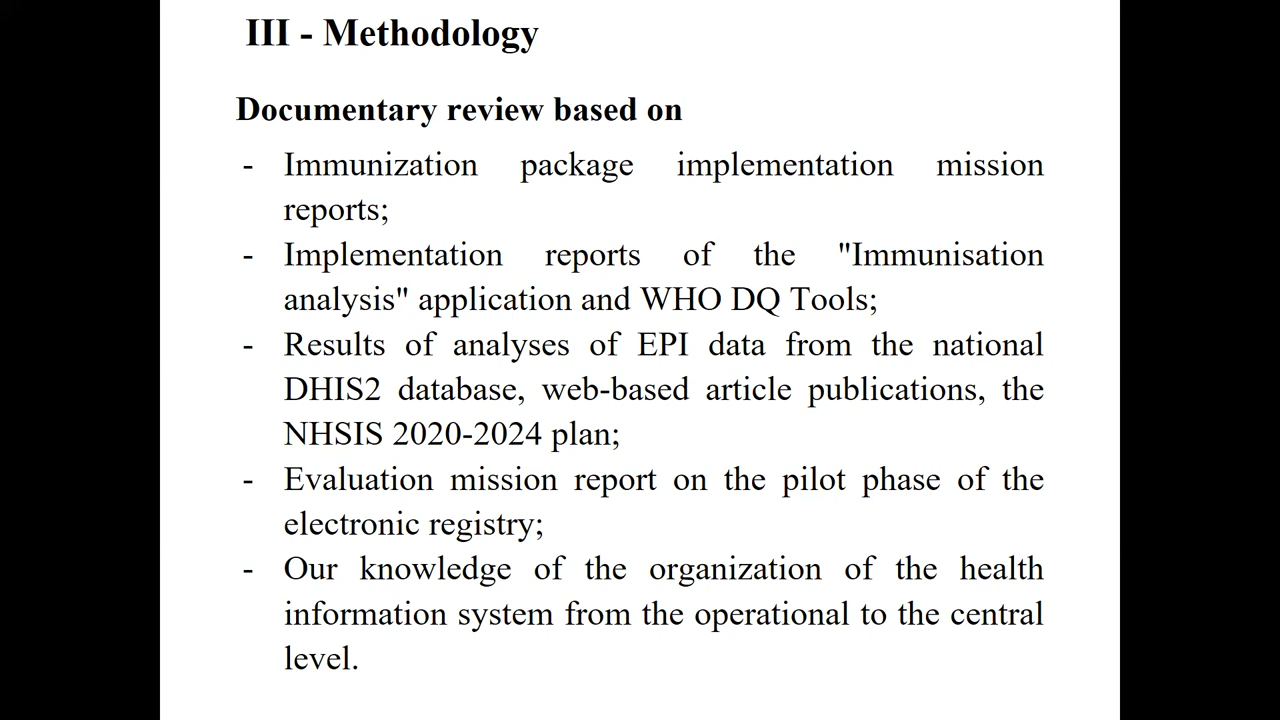 III - Methodology
Documentary review based on
- Immunization package implementation mission
reports;
- Implementation reports of the "Immunisation
analysis" application and WHO DQ Tools;
- Results of analyses of EPI data from the national
DHIS2 database, web-based article publications, the
NHSIS 2020-2024 plan;
- Evaluation mission report on the pilot phase of the
electronic registry;
- Our knowledge of the organization of the health
information system from the operational to the central
level.